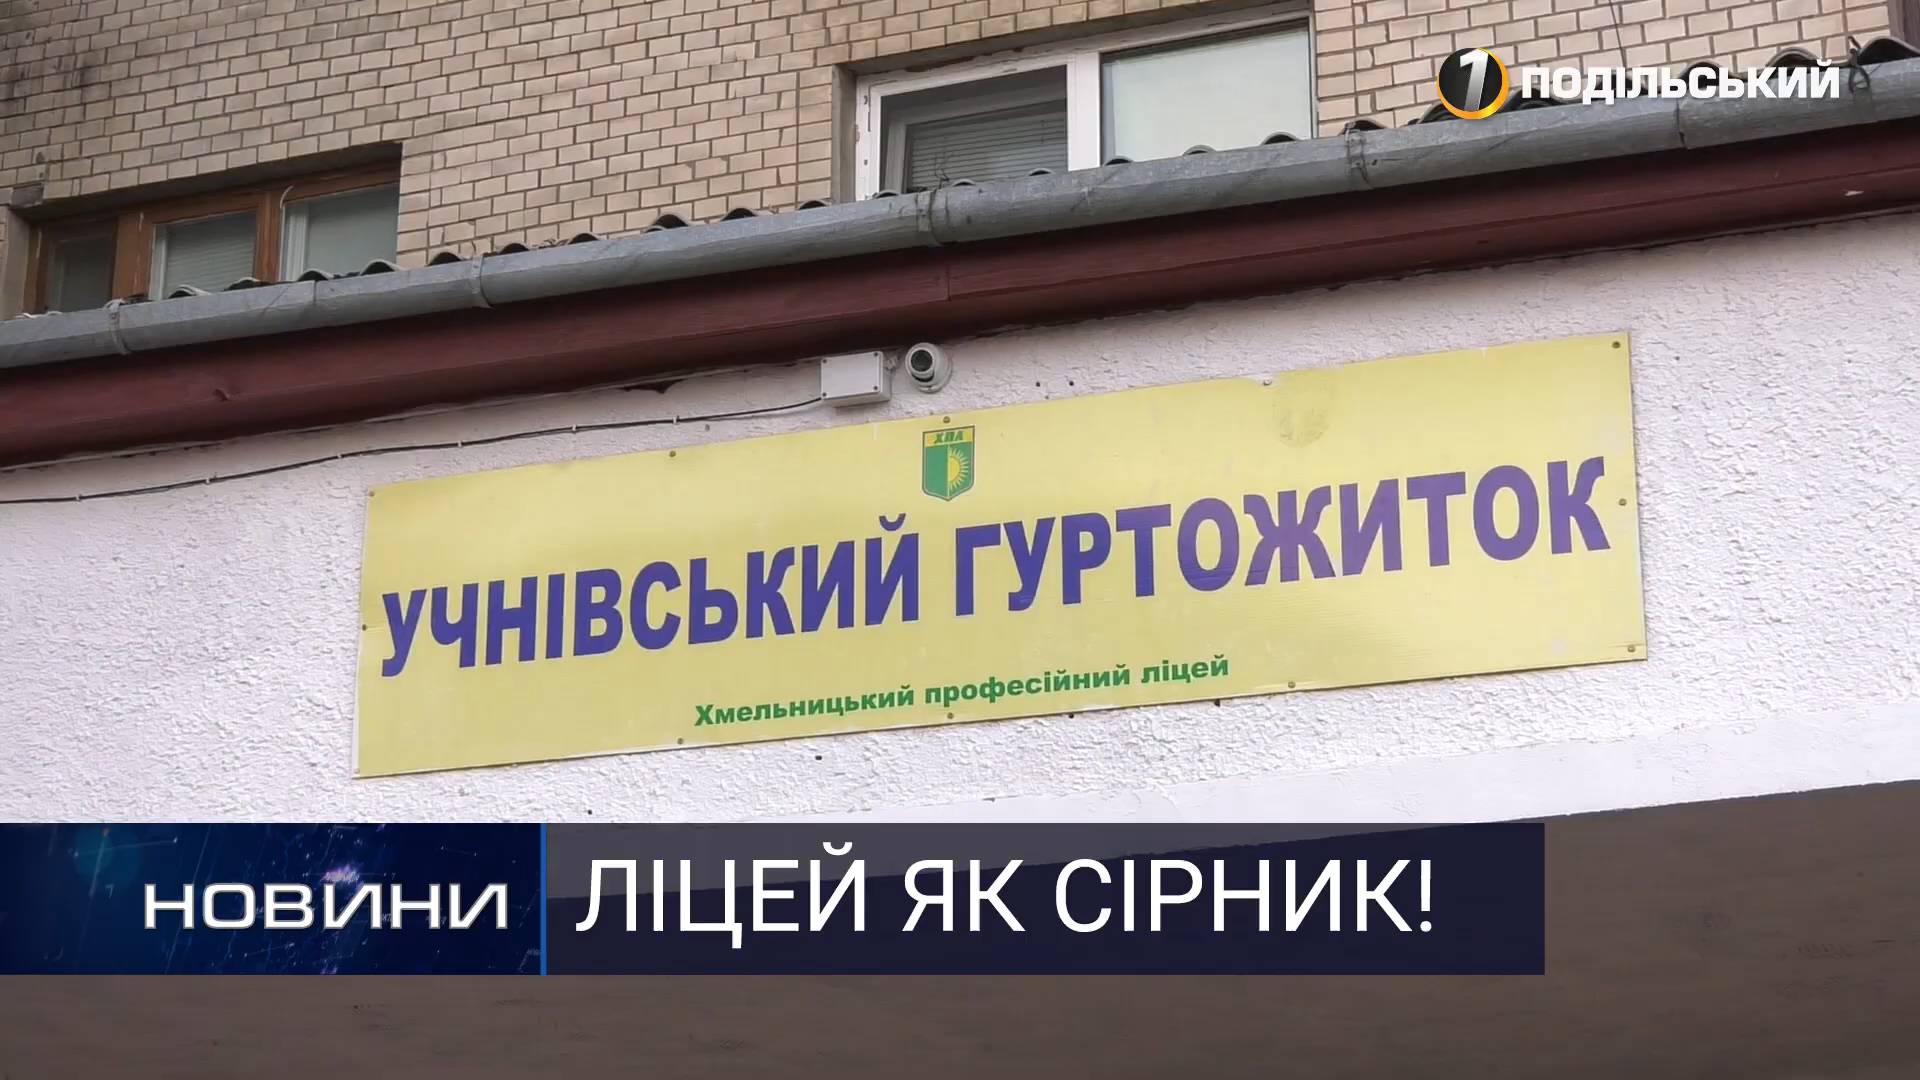 1 ПОДІЛЬСЬКИЙ
ХПЛ
УЧНІВСЬКИЙ ГУРТОЖИТОК
Хмельницький професійний ліцей
НОВИНИ
ЛІЦЕЙ ЯК СІРНИК!